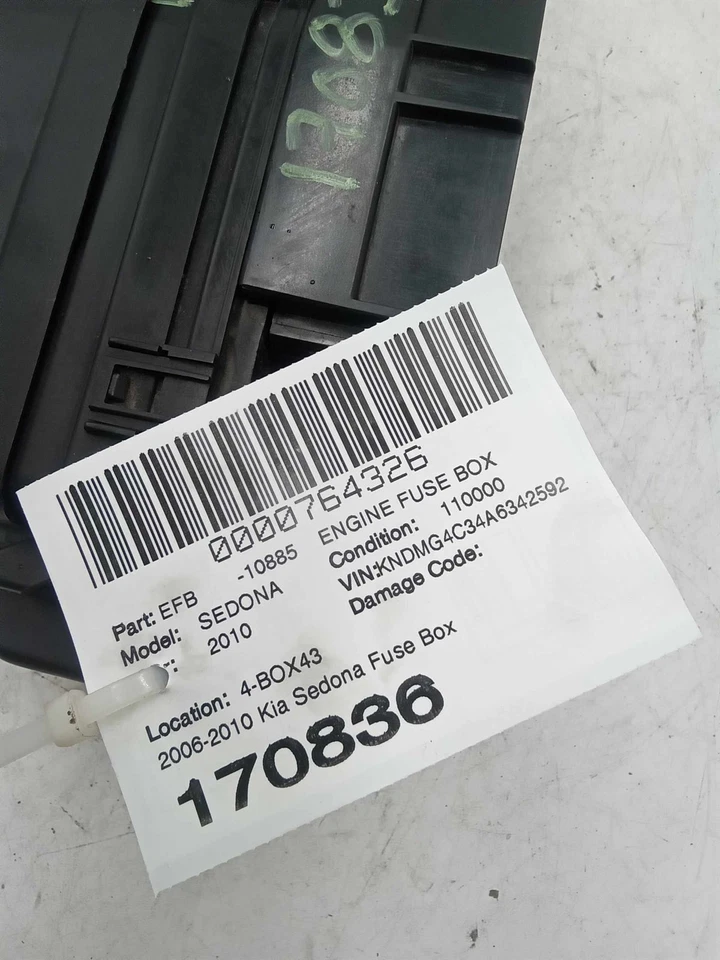 1708
0000764326
Part: EFB -10885 ENGINE FUSE BOX
Model: SEDONA Condition: 110000
r: 2010 VIN:KNDMG4C34A6342592
Damage Code:
Location: 4-BOX43
2006-2010 Kia Sedona Fuse Box
170836